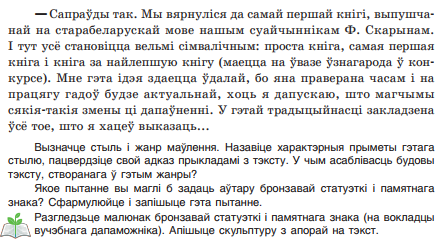 — Сапраўды так. Мы вярнуліся да самай першай кнігі, выпушча-
най на старабеларускай мове нашым суайчыннікам Ф. Скарынам.
І тут усё становіцца вельмі сімвалічным: проста кніга, самая першая
кніга і кніга за найлепшую кнігу (маецца на ўвазе ўзнагарода ў кон-
курсе). Мне гэта ідэя здаецца ўдалай, бо яна праверана часам і на
працягу гадоў будзе актуальнай, хоць я дапускаю, што магчымы
сякія-такія змены ці дапаўненні. У гэтай традыцыйнасці закладзена
ўсё тое, што я хацеў выказаць...
Вызначце стыль і жанр маўлення. Назавіце характэрныя прыметы гэтага
стылю, пацвердзіце свой адказ прыкладамі з тэксту. У чым асаблівасць будовы
тэксту, створанага ў гэтым жанры?
Якое пытанне вы маглі б задаць аўтару бронзавай статуэткі і памятнага
знака? Сфармулюйце і запішыце гэта пытанне.
Разгледзьце малюнак бронзавай статуэткі і памятнага знака (на вокладцы
вучэбнага дапаможніка). Апішыце скульптуру з апорай на тэкст.